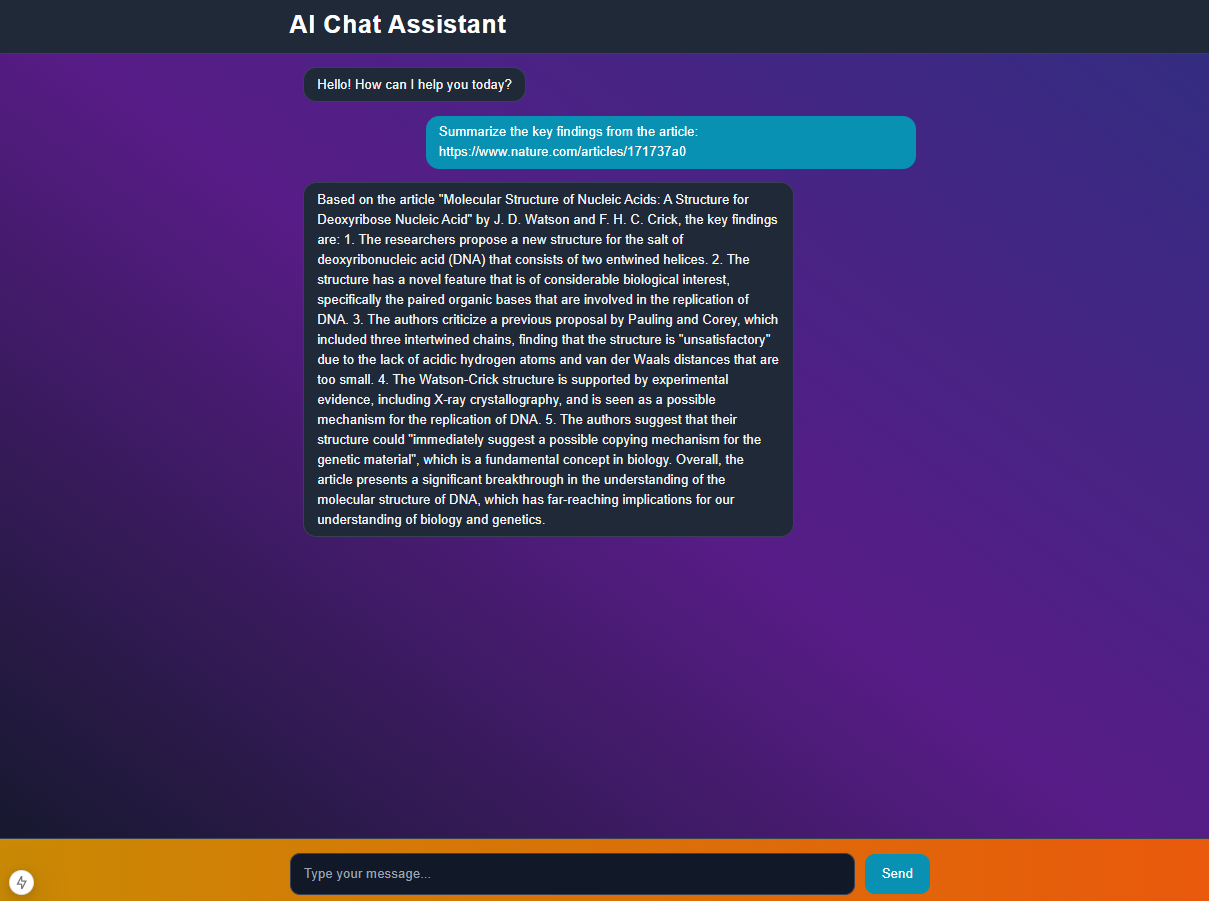 AI Chat Assistant
Hello! How can I help you today?
Summarize the key findings from the article:
https://www.nature.com/articles/171737a0
Based on the article "Molecular Structure of Nucleic Acids: A Structure for
Deoxyribose Nucleic Acid" by J. D. Watson and F. H. C. Crick, the key findings
are: 1. The researchers propose a new structure for the salt of
deoxyribonucleic acid (DNA) that consists of two entwined helices. 2. The
structure has a novel feature that is of considerable biological interest,
specifically the paired organic bases that are involved in the replication of
DNA. 3. The authors criticize a previous proposal by Pauling and Corey, which
included three intertwined chains, finding that the structure is "unsatisfactory"
due to the lack of acidic hydrogen atoms and van der Waals distances that are
too small. 4. The Watson-Crick structure is supported by experimental
evidence, including X-ray crystallography, and is seen as a possible
mechanism for the replication of DNA. 5. The authors suggest that their
structure could "immediately suggest a possible copying mechanism for the
genetic material", which is a fundamental concept in biology. Overall, the
article presents a significant breakthrough in the understanding of the
molecular structure of DNA, which has far-reaching implications for our
understanding of biology and genetics.
Type your message...
Send